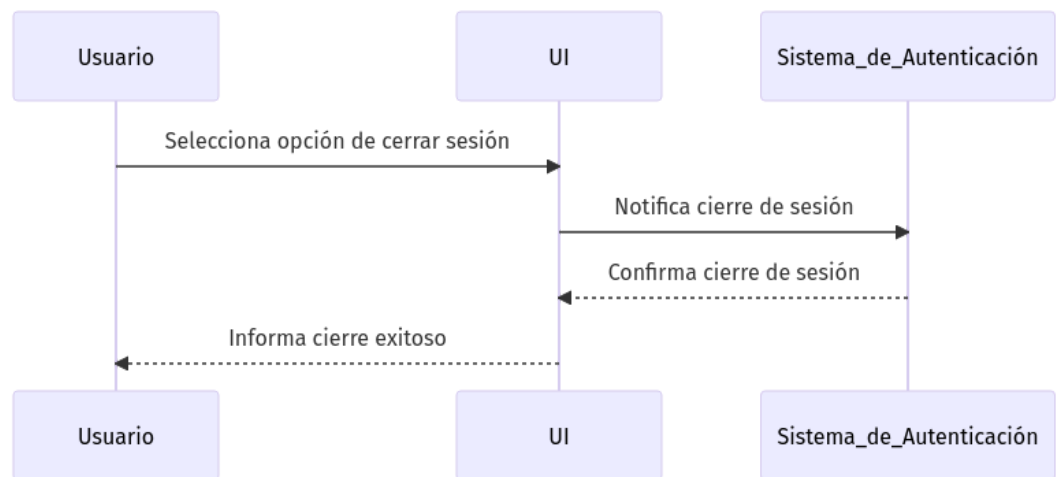 Usuario
UI
Sistema_de_Autenticación
Selecciona opción de cerrar sesión
Notifica cierre de sesión
Confirma cierre de sesión
Informa cierre exitoso
Usuario
UI
Sistema_de_Autenticación